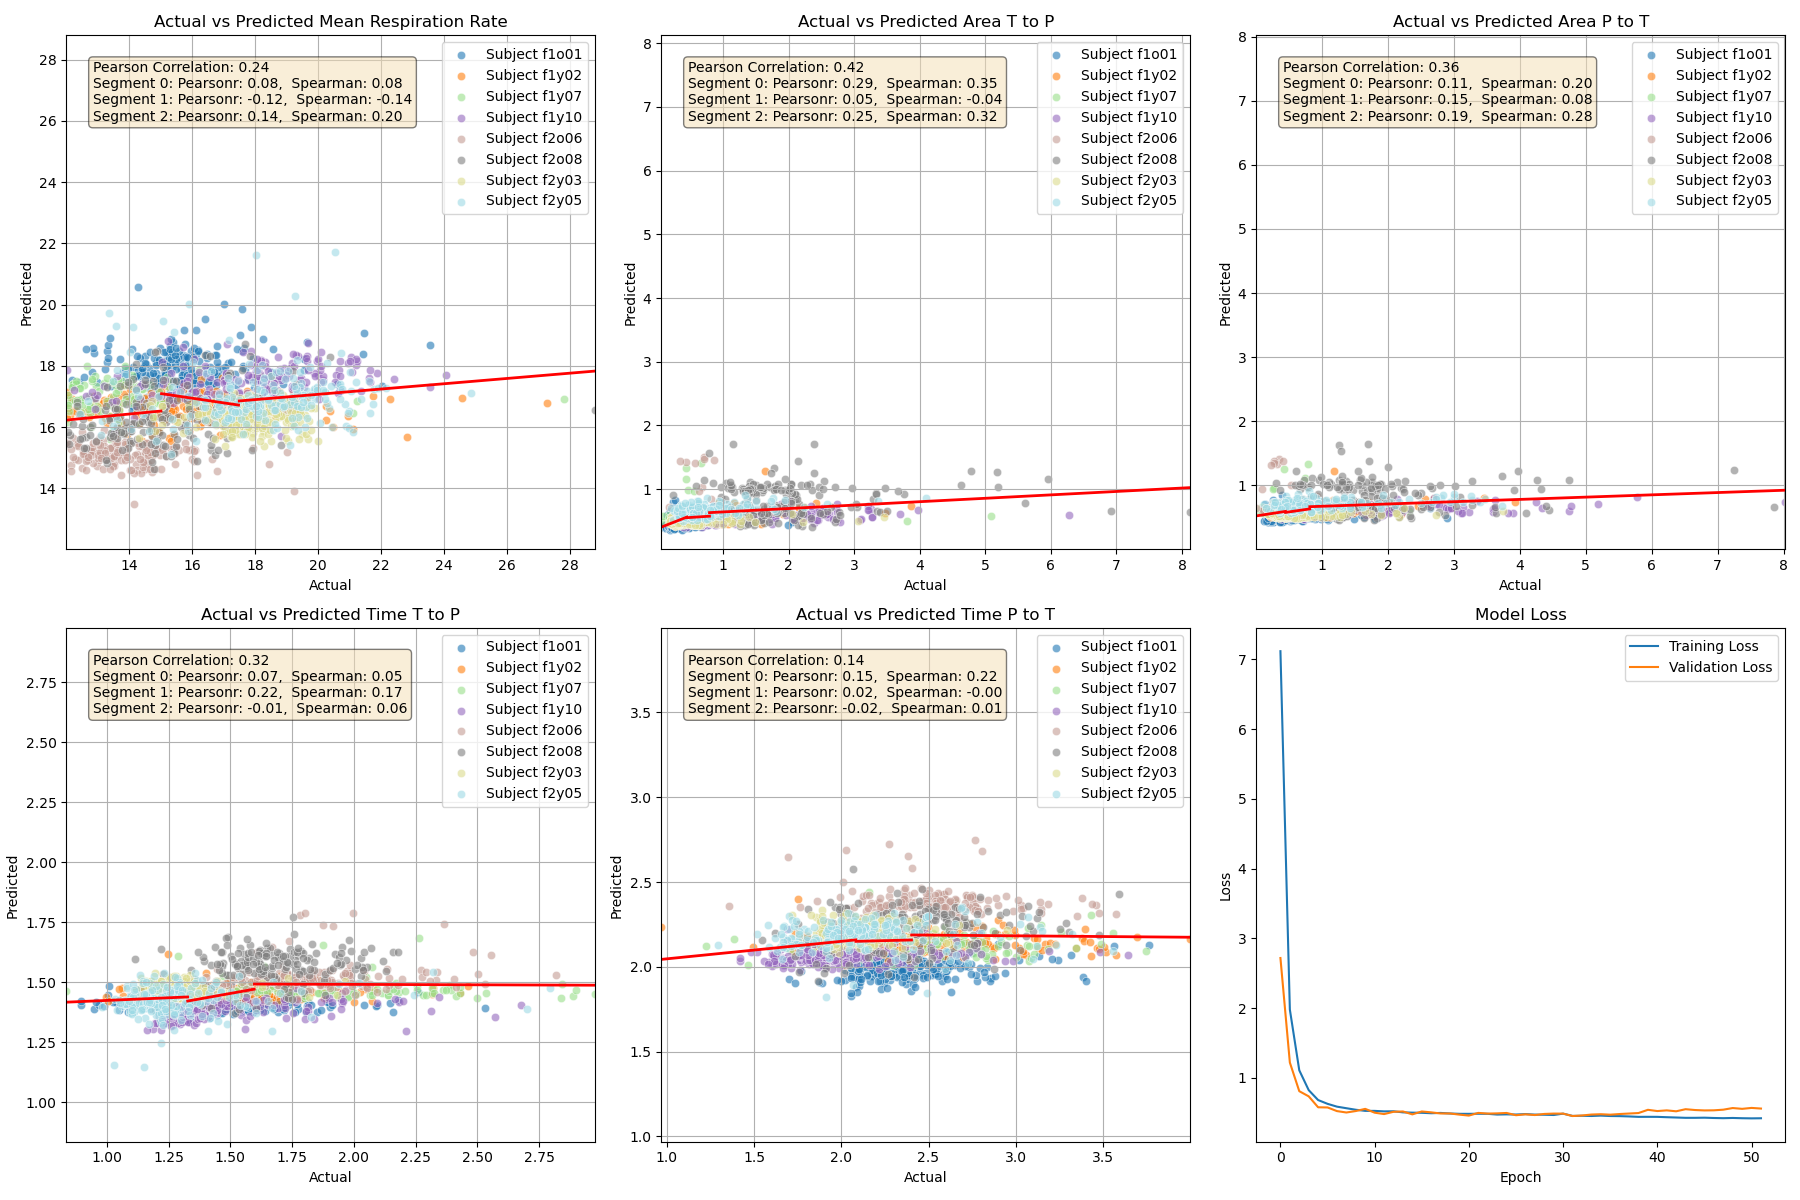 Actual vs Predicted Mean Respiration Rate
Pearson Correlation: 0.24
Segment 0: Pearsonr: 0.08,  Spearman: 0.08
Segment 1: Pearsonr: -0.12,  Spearman: -0.14
Segment 2: Pearsonr: 0.14,  Spearman: 0.20
Subject f1o01
Subject f1y02
Subject f1y07
Subject f1y10
Subject f2o06
Subject f2o08
Subject f2y03
Subject f2y05
28
26
24
22
20
18
16
14
Predicted
14 16 18 20 22 24 26 28
Actual
Actual vs Predicted Area T to P
Pearson Correlation: 0.42
Segment 0: Pearsonr: 0.29,  Spearman: 0.35
Segment 1: Pearsonr: 0.05,  Spearman: -0.04
Segment 2: Pearsonr: 0.25,  Spearman: 0.32
Subject f1o01
Subject f1y02
Subject f1y07
Subject f1y10
Subject f2o06
Subject f2o08
Subject f2y03
Subject f2y05
8
7
6
5
4
3
2
1
Predicted
1 2 3 4 5 6 7 8
Actual
Actual vs Predicted Area P to T
Pearson Correlation: 0.36
Segment 0: Pearsonr: 0.11,  Spearman: 0.20
Segment 1: Pearsonr: 0.15,  Spearman: 0.08
Segment 2: Pearsonr: 0.19,  Spearman: 0.28
Subject f1o01
Subject f1y02
Subject f1y07
Subject f1y10
Subject f2o06
Subject f2o08
Subject f2y03
Subject f2y05
8
7
6
5
4
3
2
1
Predicted
1 2 3 4 5 6 7 8
Actual
Actual vs Predicted Time T to P
Pearson Correlation: 0.32
Segment 0: Pearsonr: 0.07,  Spearman: 0.05
Segment 1: Pearsonr: 0.22,  Spearman: 0.17
Segment 2: Pearsonr: -0.01,  Spearman: 0.06
Subject f1o01
Subject f1y02
Subject f1y07
Subject f1y10
Subject f2o06
Subject f2o08
Subject f2y03
Subject f2y05
2.75
2.50
2.25
2.00
1.75
1.50
1.25
1.00
Predicted
1.00 1.25 1.50 1.75 2.00 2.25 2.50 2.75
Actual
Actual vs Predicted Time P to T
Pearson Correlation: 0.14
Segment 0: Pearsonr: 0.15,  Spearman: 0.22
Segment 1: Pearsonr: 0.02,  Spearman: -0.00
Segment 2: Pearsonr: -0.02,  Spearman: 0.01
Subject f1o01
Subject f1y02
Subject f1y07
Subject f1y10
Subject f2o06
Subject f2o08
Subject f2y03
Subject f2y05
3.5
3.0
2.5
2.0
1.5
1.0
Predicted
1.0 1.5 2.0 2.5 3.0 3.5
Actual
Model Loss
Training Loss
Validation Loss
7
6
5
4
3
2
1
Loss
0 10 20 30 40 50
Epoch